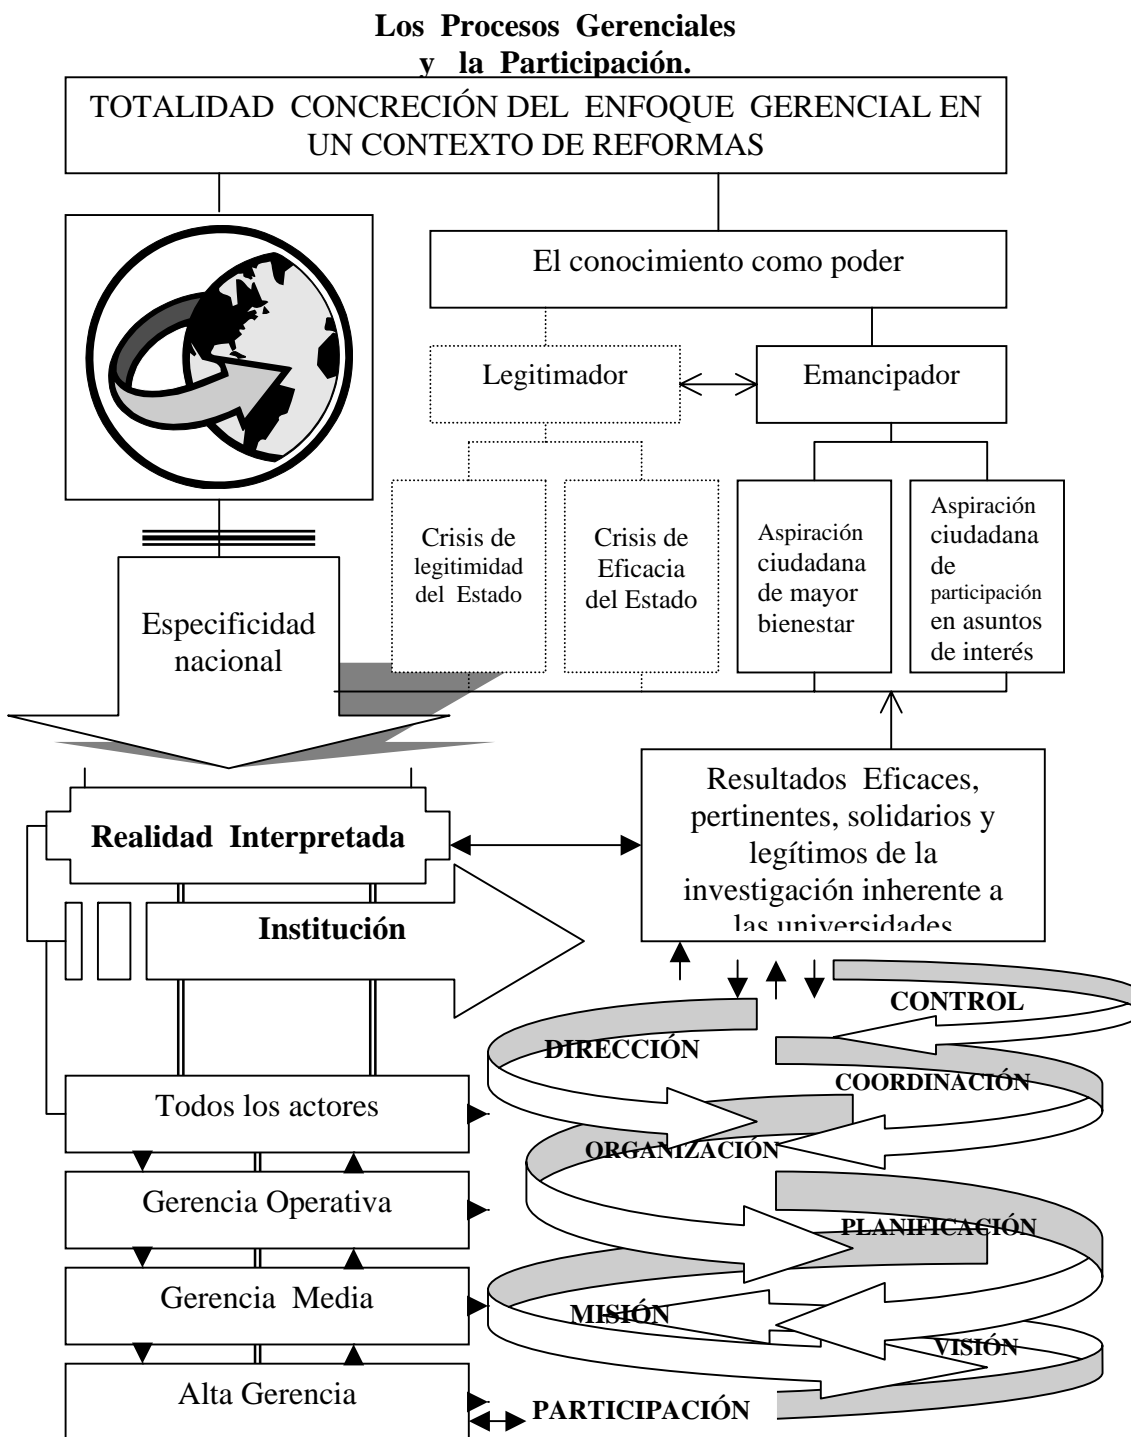 Los Procesos Gerenciales
y la Participación.
TOTALIDAD CONCRECIÓN DEL ENFOQUE GERENCIAL EN
UN CONTEXTO DE REFORMAS
El conocimiento como poder
Legitimador
Emancipador
Crisis de
legitimidad
del Estado
Crisis de
Eficacia
del Estado
Aspiración
ciudadana
de mayor
bienestar
Aspiración
ciudadana
de
participación
en asuntos
de interés
Especificidad
nacional
Realidad Interpretada
Resultados Eficaces,
pertinentes, solidarios y
legítimos de la
investigación inherente a
las universidades
Institución
CONTROL
DIRECCIÓN
COORDINACIÓN
Todos los actores
ORGANIZACIÓN
Gerencia Operativa
PLANIFICACIÓN
Gerencia Media
MISIÓN
VISIÓN
Alta Gerencia
PARTICIPACIÓN